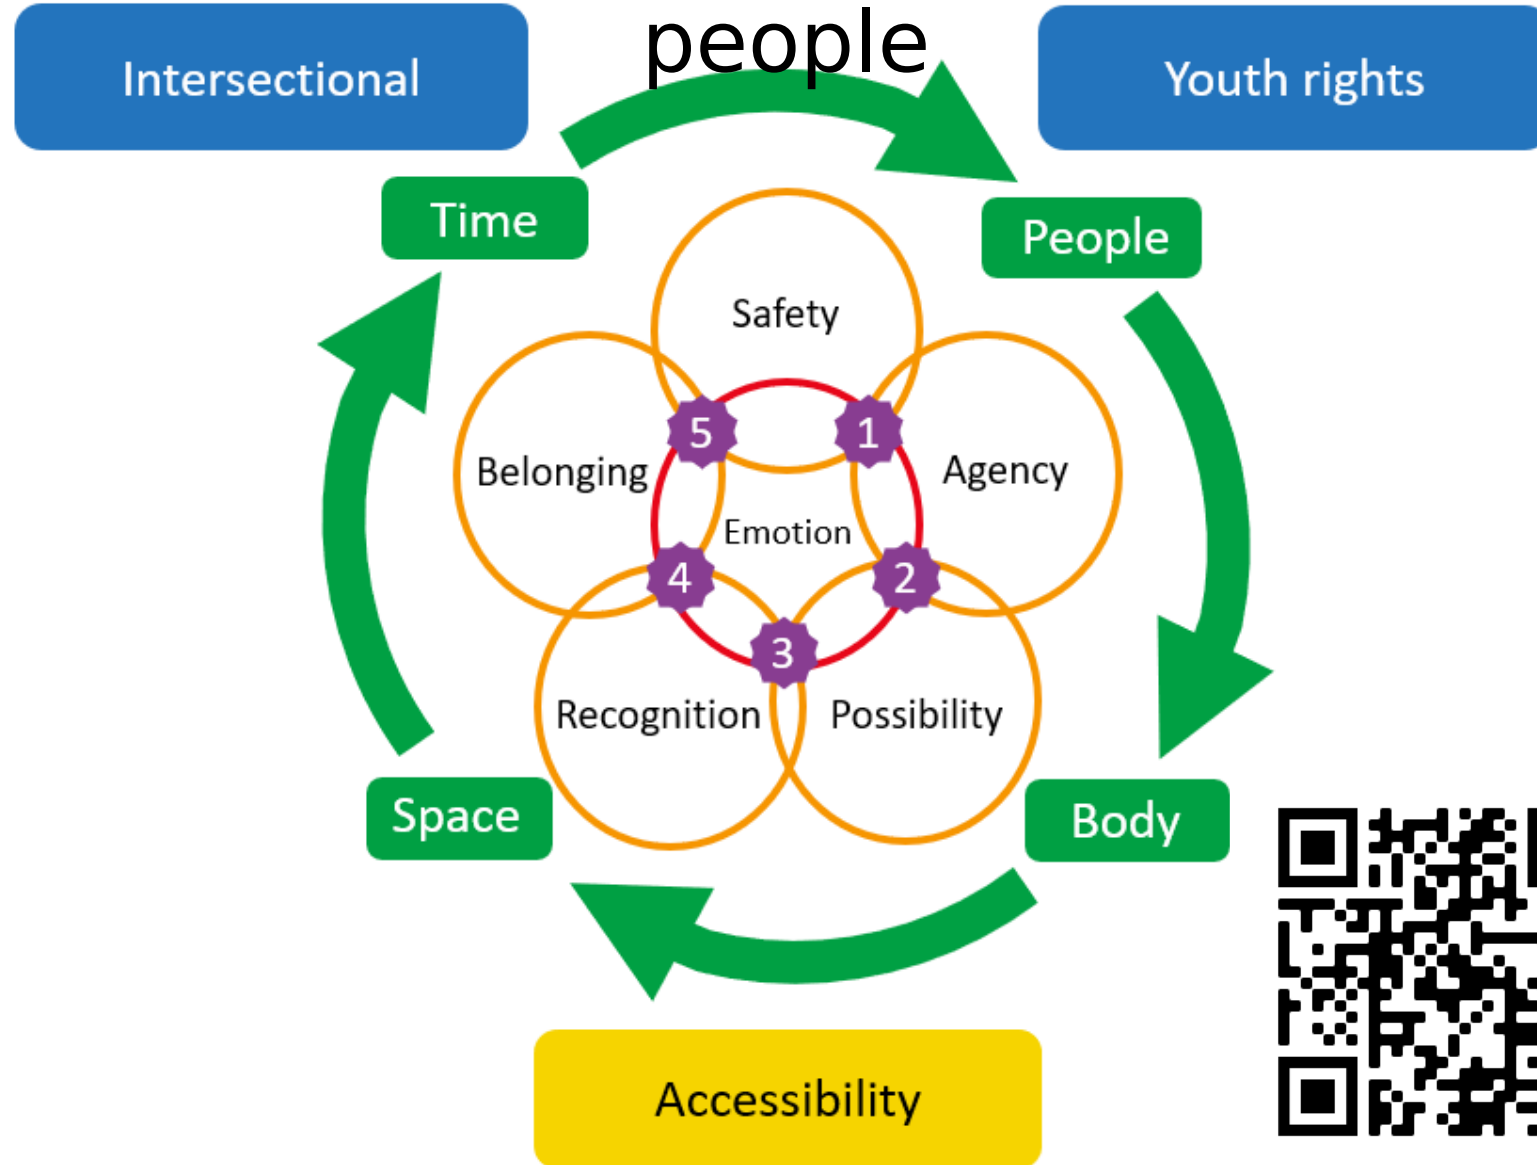 people
Intersectional
Youth rights
Time
People
Safety
5
1
Belonging
Agency
Emotion
4
2
3
Recognition
Possibility
Space
Body
Accessibility